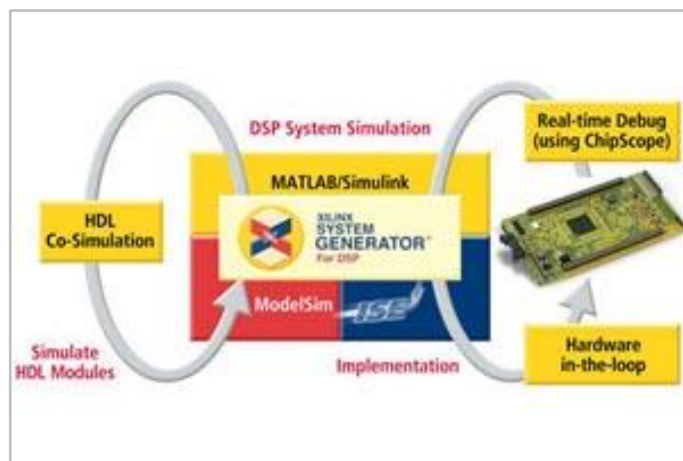 DSP System Simulation
Real-time Debug
(using ChipScope)
MATLAB/Simulink
HDL
Co-Simulation
XILINX
SYSTEM
GENERATOR
For DSP
ModelSim
ISE
Simulate
HDL Modules
Implementation
Hardware
in-the-loop